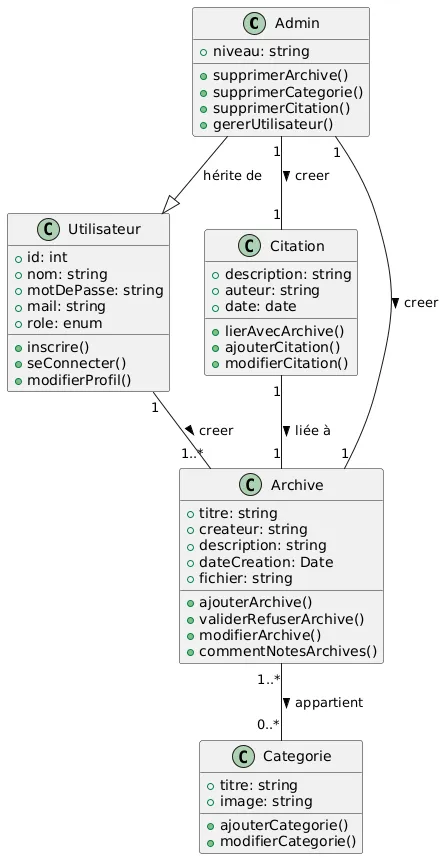 C Admin
niveau: string
supprimerArchive()
supprimerCategorie()
supprimerCitation()
gererUtilisateur()
1
1
hérite de
creer
1
C Utilisateur
id: int
nom: string
motDePasse: string
mail: string
role: enum
inscrire()
seConnecter()
modifierProfil()
C Citation
description: string
auteur: string
date: date
lierAvecArchive()
ajouterCitation()
modifierCitation()
creer
1
1
creer
liée à
1..*
1
1
C Archive
titre: string
createur: string
description: string
dateCreation: Date
fichier: string
ajouterArchive()
validerRefuserArchive()
modifierArchive()
commentNotesArchives()
1..*
appartient
0..*
C Categorie
titre: string
image: string
ajouterCategorie()
modifierCategorie()